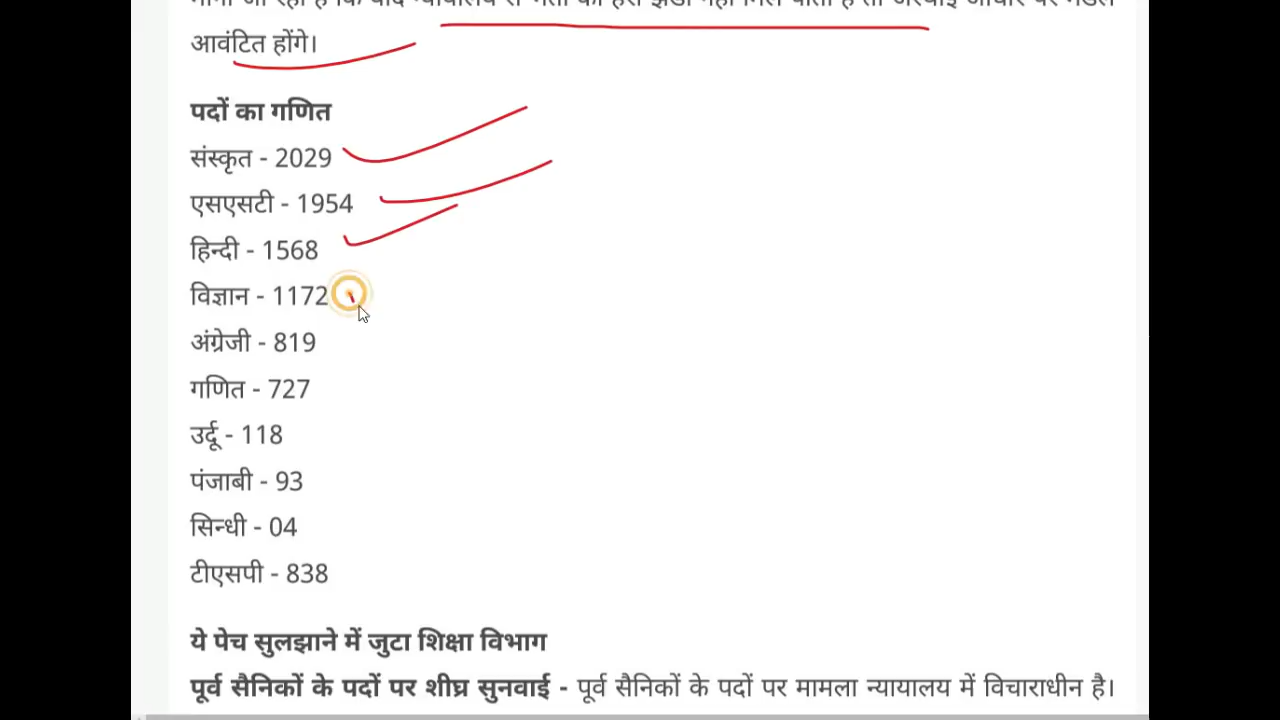 आवंटित होंगे।
पदों का गणित
संस्कृत - 2029
एसएसटी - 1954
हिन्दी - 1568
विज्ञान - 1172
अंग्रेजी - 819
गणित - 727
उर्दू - 118
पंजाबी - 93
सिन्धी - 04
टीएसपी - 838
ये पेच सुलझाने में जुटा शिक्षा विभाग
पूर्व सैनिकों के पदों पर शीघ्र सुनवाई - पूर्व सैनिकों के पदों पर मामला न्यायालय में विचाराधीन है।